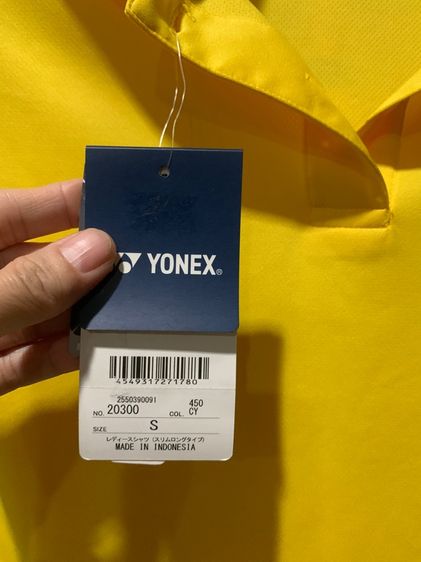 YONEX®
4549317271780
2550390091
NO. 20300 COL. 450 CY
SIZE S
レディースシャツ (スリムロングタイプ)
MADE IN INDONESIA